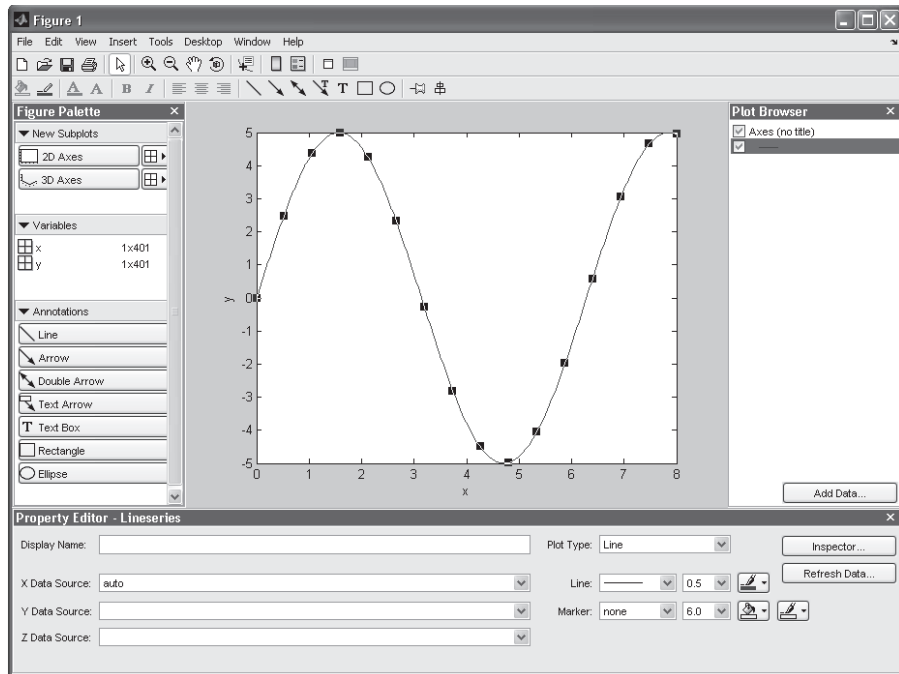 Figure 1
File Edit View Insert Tools Desktop Window Help
Figure Palette
New Subplots
2D Axes
3D Axes
Variables
x 1x401
y 1x401
Annotations
Line
Arrow
Double Arrow
Text Arrow
T Text Box
Rectangle
Ellipse
A A B I T T
5
4
3
2
1
0
-1
-2
-3
-4
-5
y
0 1 2 3 4 5 6 7 8
x
Plot Browser
Axes (no title)
Add Data...
Property Editor - Lineseries
Display Name:
X Data Source: auto
Y Data Source:
Z Data Source:
Plot Type: Line
Line: 0.5
Marker: none 6.0
Inspector...
Refresh Data...